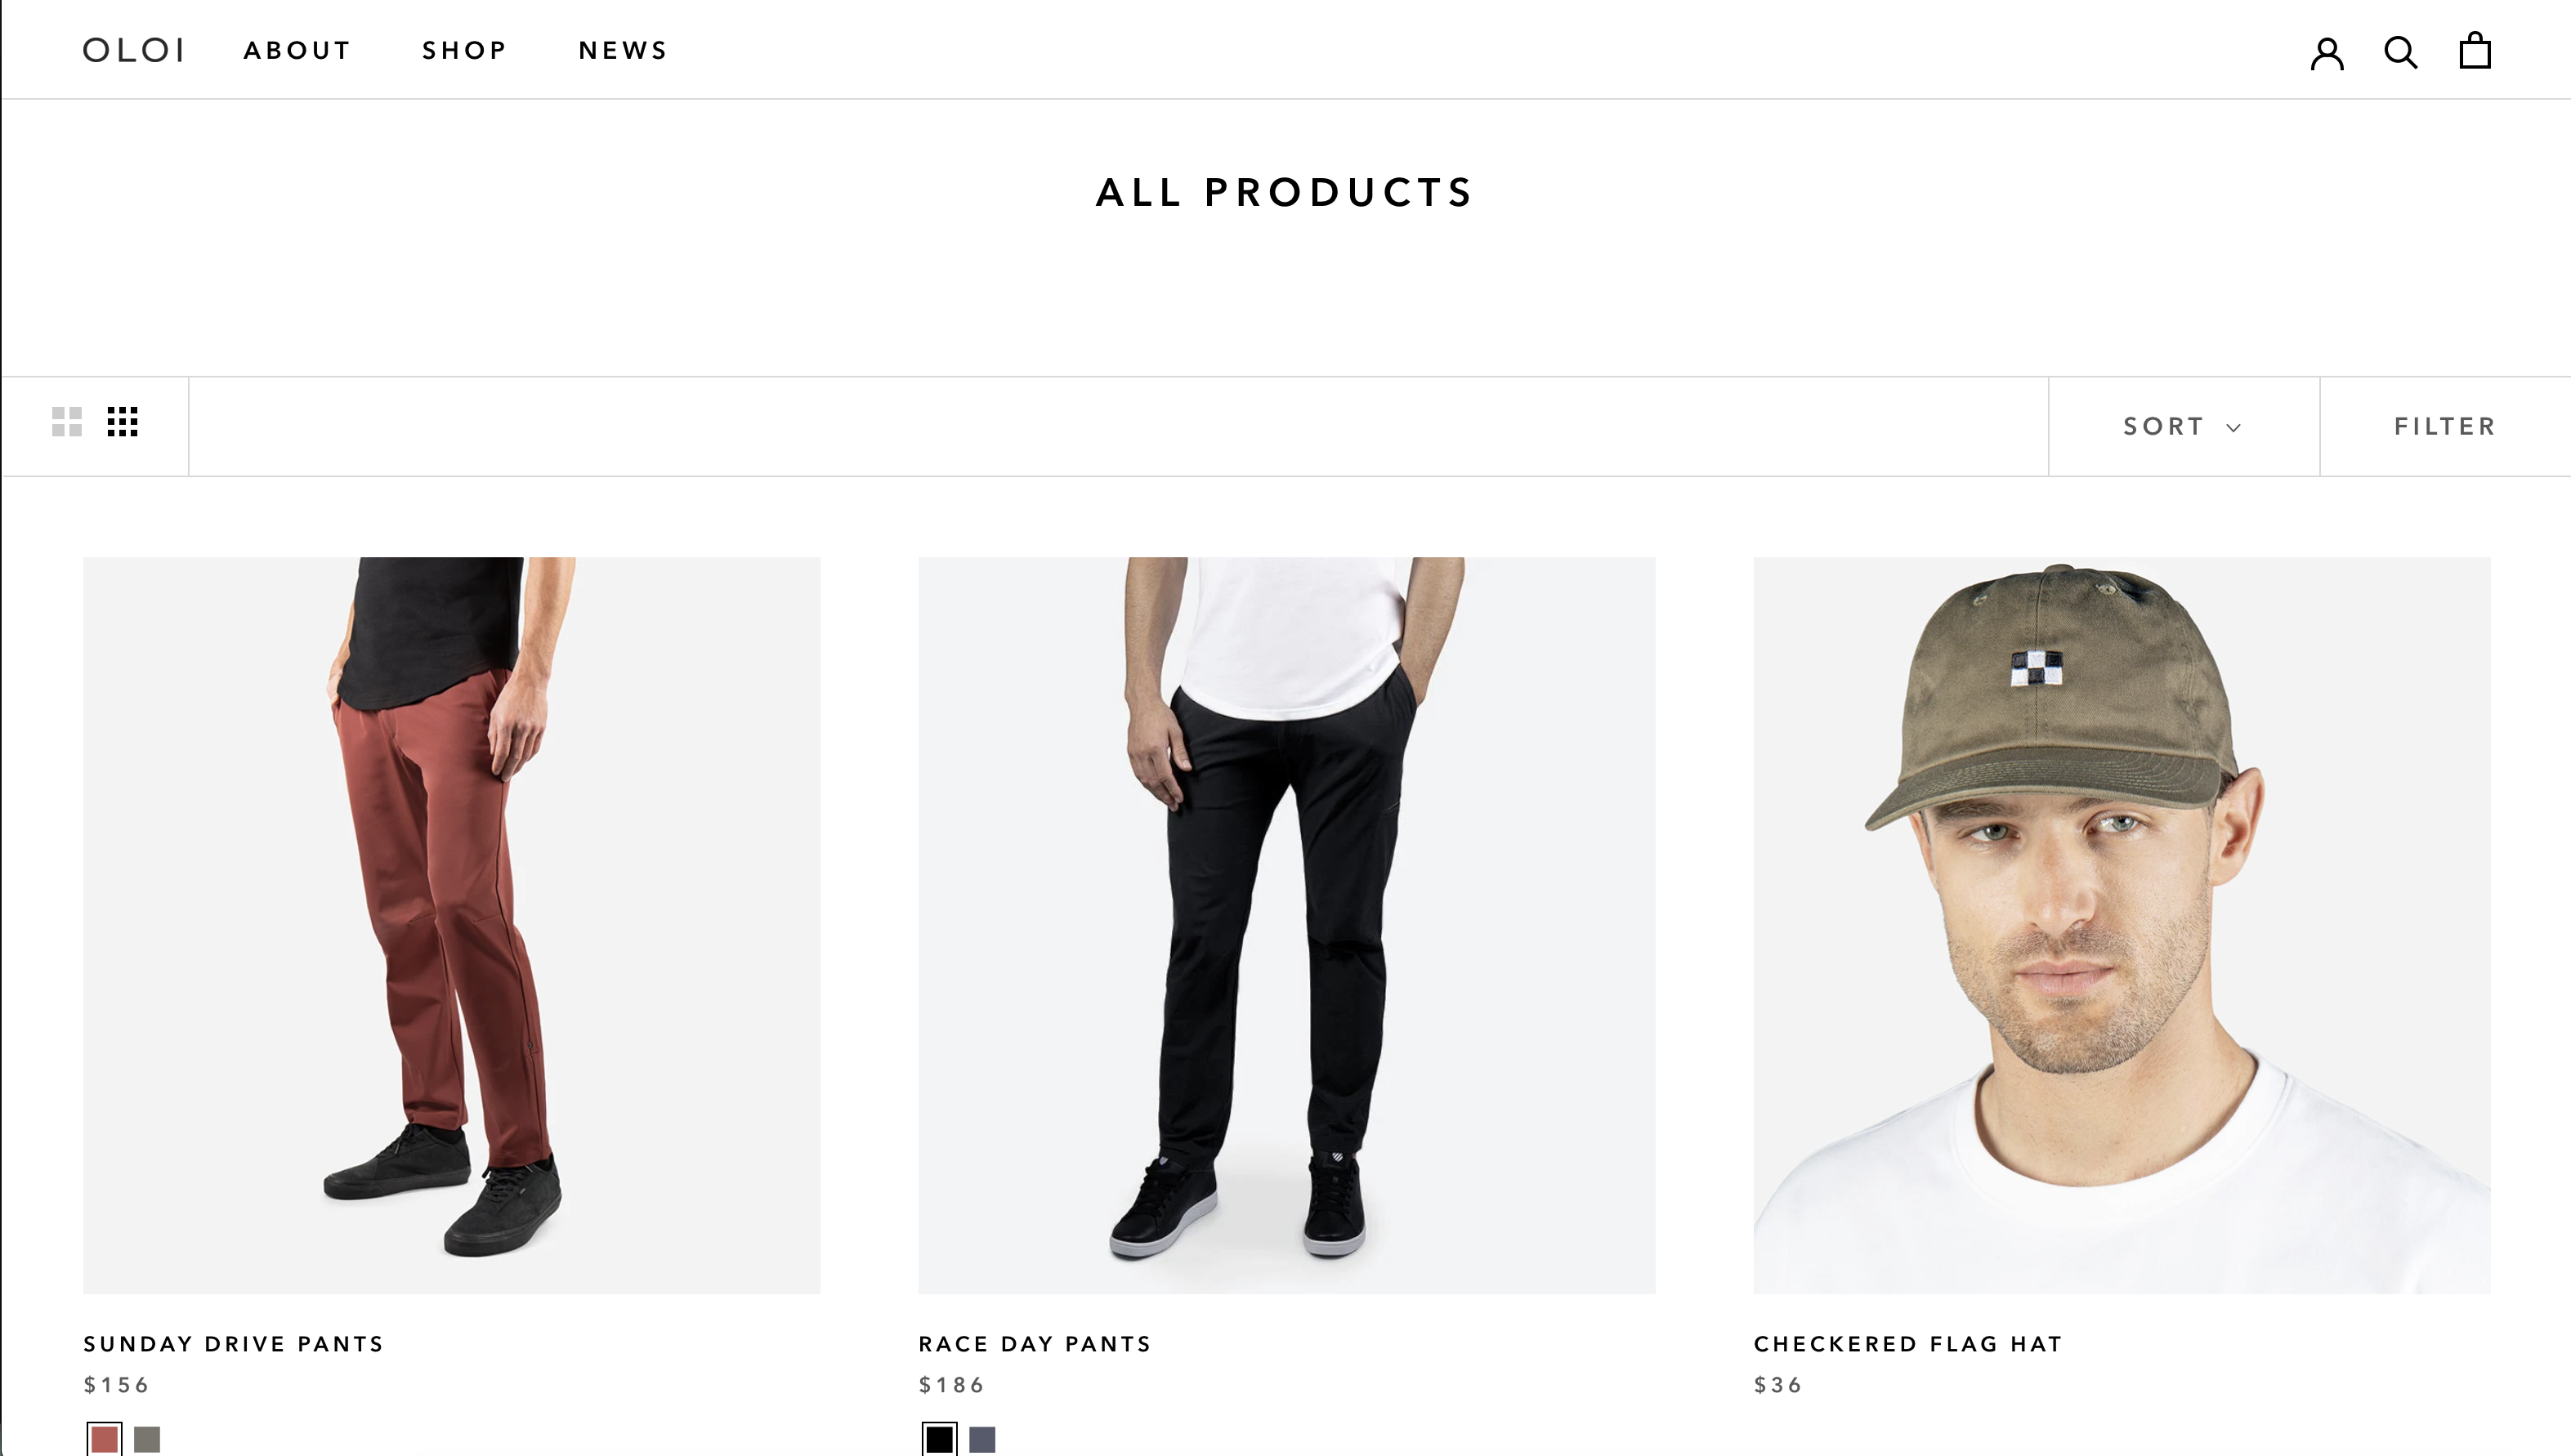 OLOI ABOUT SHOP NEWS
ALL PRODUCTS
SORT FILTER
SUNDAY DRIVE PANTS
$156
RACE DAY PANTS
$186
CHECKERED FLAG HAT
$36